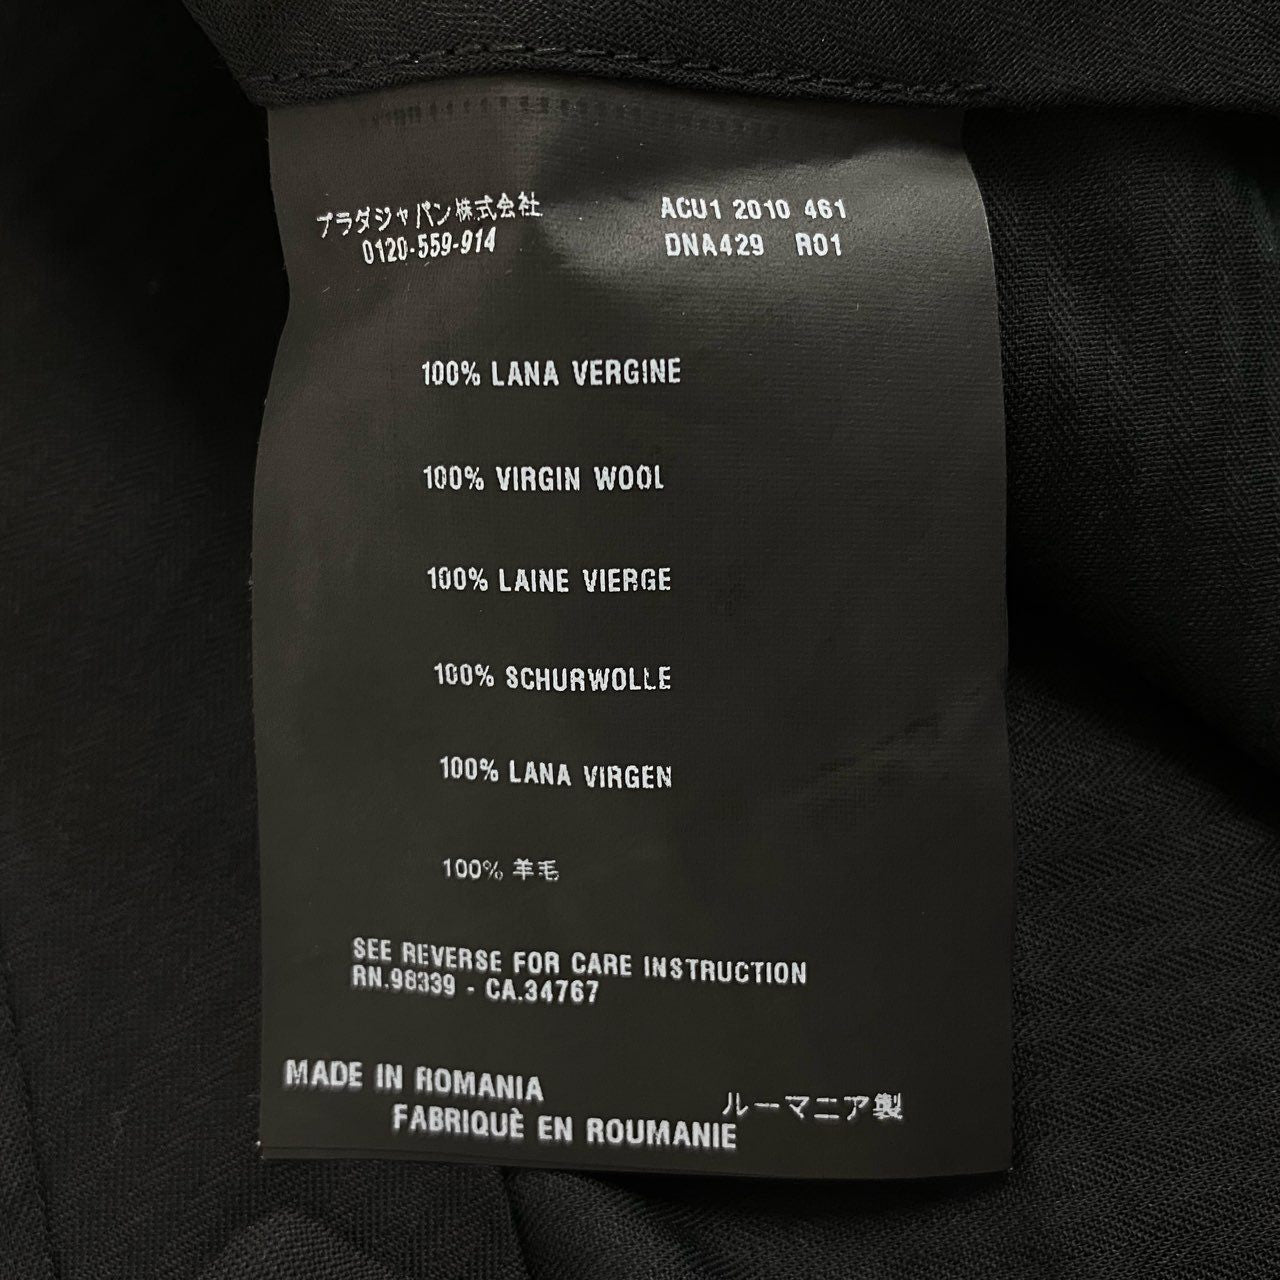 プラダジャパン株式会社
0120-559-914
ACU1 2010 461
DNA429 R01
100% LANA VERGINE
100% VIRGIN WOOL
100% LAINE VIERGE
100% SCHURWOLLE
100% LANA VIRGEN
100% 羊毛
SEE REVERSE FOR CARE INSTRUCTION
RN.98339 - CA.34767
MADE IN ROMANIA
FABRIQUÈ EN ROUMANIE
ルーマニア製